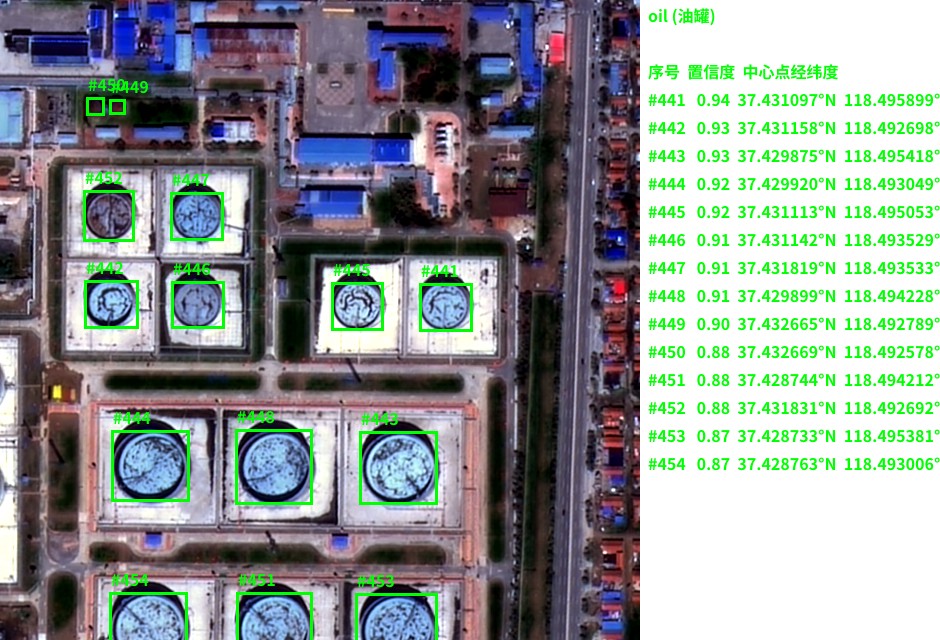 oil (油罐)
序号 置信度 中心点经纬度
#441 0.94 37.431097°N 118.495899°
#442 0.93 37.431158°N 118.492698°
#443 0.93 37.429875°N 118.495418°
#444 0.92 37.429920°N 118.493049°
#445 0.92 37.431113°N 118.495053°
#446 0.91 37.431142°N 118.493529°
#447 0.91 37.431819°N 118.493533°
#448 0.91 37.429899°N 118.494228°
#449 0.90 37.432665°N 118.492789°
#450 0.88 37.432669°N 118.492578°
#451 0.88 37.428744°N 118.494212°
#452 0.88 37.431831°N 118.492692°
#453 0.87 37.428733°N 118.495381°
#454 0.87 37.428763°N 118.493006°
#450 #449
#452 #447
#442 #446 #445 #441
#444 #448 #443
#454 #451 #453